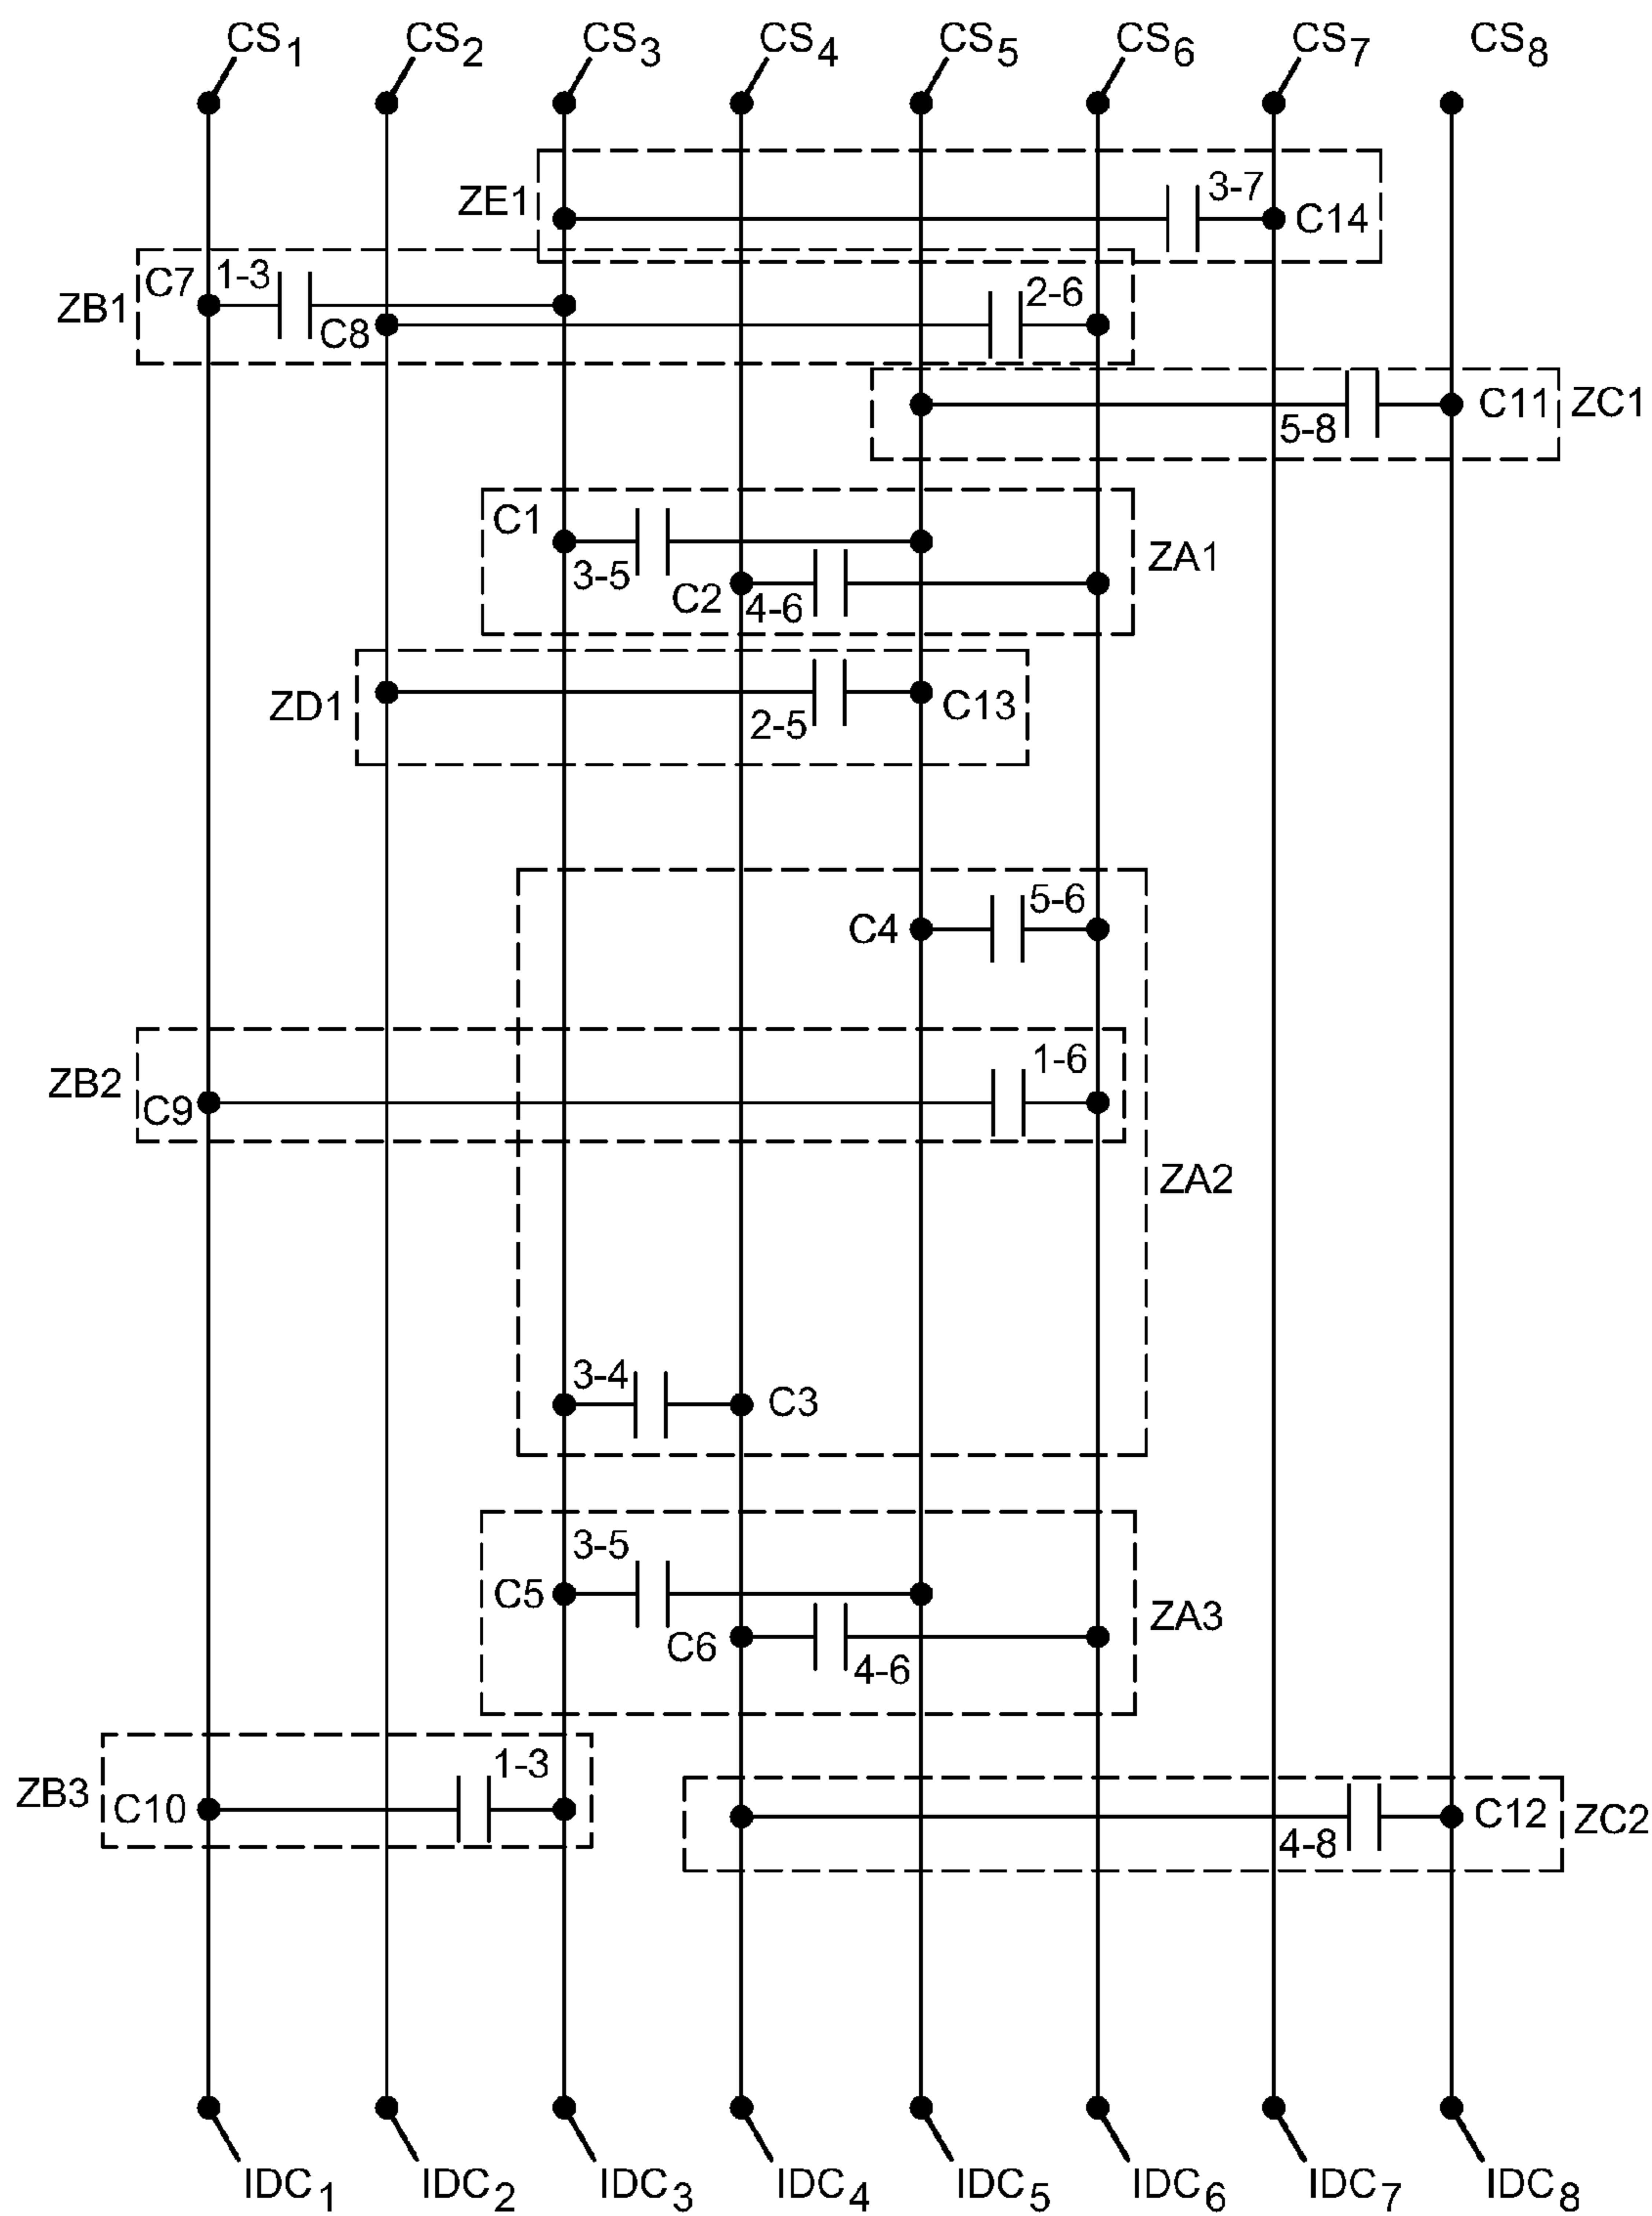 CS1 CS2 CS3 CS4 CS5 CS6 CS7 CS8
ZE1 3-7 C14
ZB1 C7 1-3 C8 2-6
5-8 C11 ZC1
C1 3-5 C2 4-6 ZA1
ZD1 2-5 C13
C4 5-6
ZB2 C9 1-6
ZA2
3-4 C3
3-5
C5 C6 4-6 ZA3
ZB3 C10 1-3
4-8 C12 ZC2
IDC1 IDC2 IDC3 IDC4 IDC5 IDC6 IDC7 IDC8